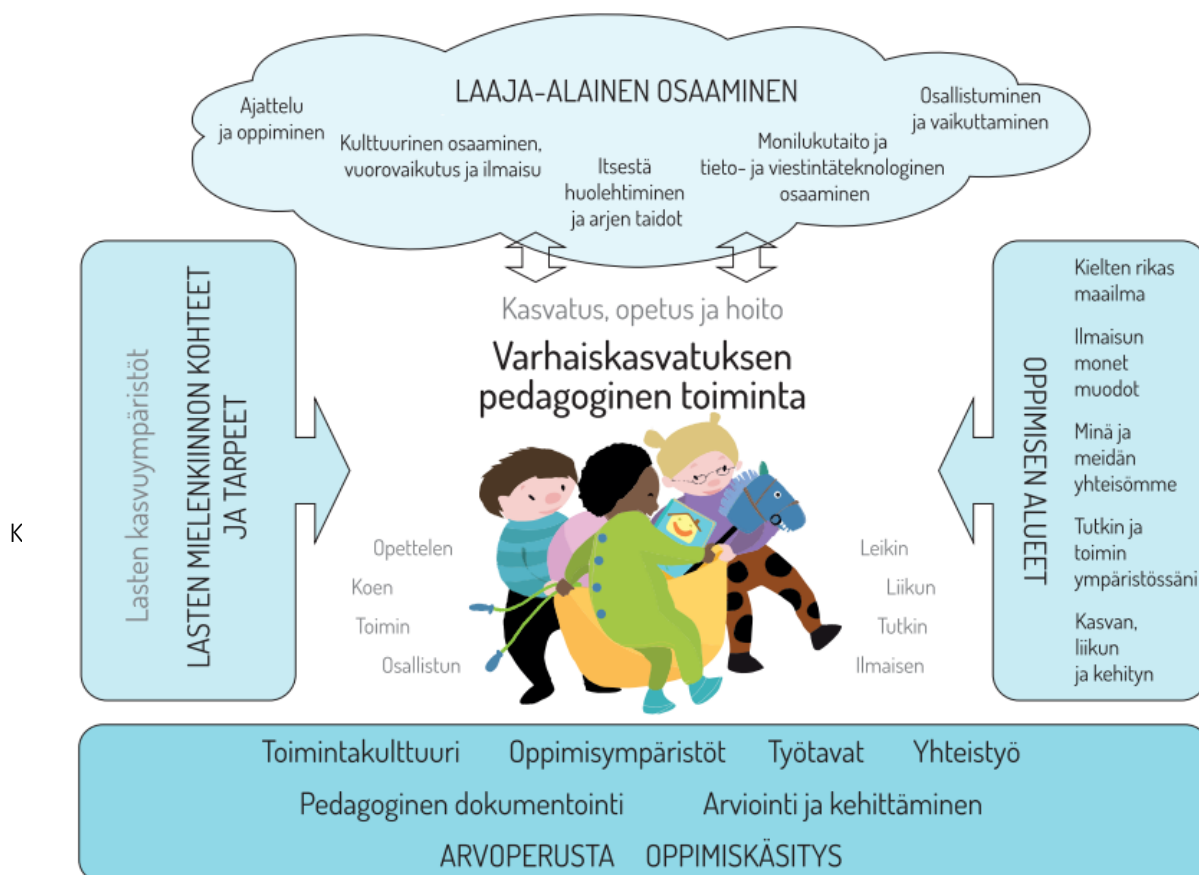 LAAJA-ALAINEN OSAAMINEN
Ajattelu
ja oppiminen
Kulttuurinen osaaminen,
vuorovaikutus ja ilmaisu
Itsestä
huolehtiminen
ja arjen taidot
Monilukutaito ja
tieto- ja viestintäteknologinen
osaaminen
Osallistuminen
ja vaikuttaminen
Lasten kasvuympäristöt
LASTEN MIELENKIINNON KOHTEET
JA TARPEET
Kasvatus, opetus ja hoito
Varhaiskasvatuksen
pedagoginen toiminta
Opettelen
Koen
Toimin
Osallistun
Leikin
Liikun
Tutkin
Ilmaisen
OPPIMISEN ALUEET
Kielten rikas
maailma
Ilmaisun
monet
muodot
Minä ja
meidän
yhteisömme
Tutkin ja
toimin
ympäristössäni
Kasvan,
liikun
ja kehityn
K
Toimintakulttuuri Oppimisympäristöt Työtavat Yhteistyö
Pedagoginen dokumentointi Arviointi ja kehittäminen
ARVOPERUSTA OPPIMISKÄSITYS